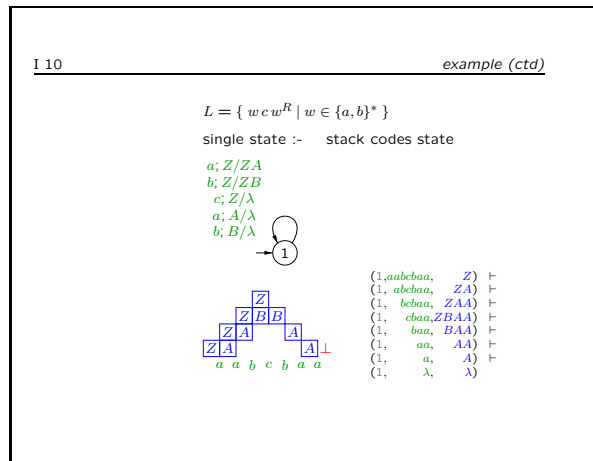 I 10 example (ctd)
L = { w c w^R | w ∈ {a, b}* }
single state :- stack codes state
a; Z/ZA
b; Z/ZB
c; Z/λ
a; A/λ
b; B/λ
1
Z
Z B B
Z A A
Z A A ⊥
a a b c b a a
(1,aabcbaa, Z) ⊢
(1, abcbaa, ZA) ⊢
(1, bcbaa, ZAA) ⊢
(1, cbaa,ZBAA) ⊢
(1, baa, BAA) ⊢
(1, aa, AA) ⊢
(1, a, A) ⊢
(1, λ, λ)